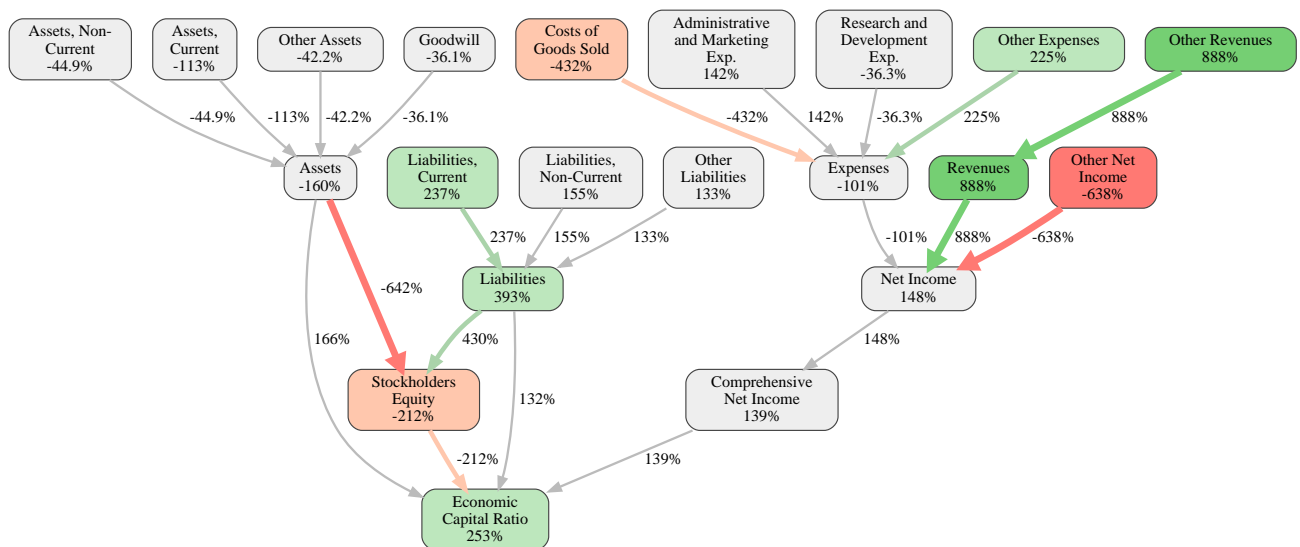 Assets, Non-
Current
-44.9%
Assets,
Current
-113%
Other Assets
-42.2%
Goodwill
-36.1%
Costs of
Goods Sold
-432%
Administrative
and Marketing
Exp.
142%
Research and
Development
Exp.
-36.3%
Other Expenses
225%
Other Revenues
888%
-44.9%
-113%
-42.2%
-36.1%
-432%
142%
-36.3%
225%
888%
Assets
-160%
Liabilities,
Current
237%
Liabilities,
Non-Current
155%
Other
Liabilities
133%
Expenses
-101%
Revenues
888%
Other Net
Income
-638%
237%
155%
133%
-101%
888%
-638%
Liabilities
393%
Net Income
148%
-642%
166%
430%
132%
148%
Stockholders
Equity
-212%
Comprehensive
Net Income
139%
-212%
139%
Economic
Capital Ratio
253%